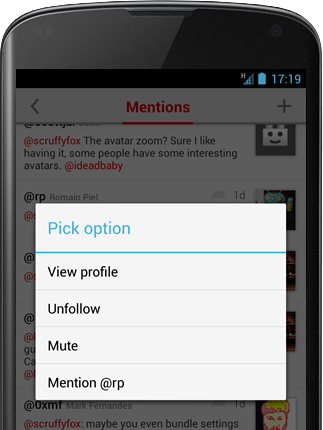 H 17:19
Mentions
@scruffyfox The avatar zoom? Sure I like
having it, some people have some interesting
avatars. @ideadbaby
@rp Romain Piel 1d
Pick option
View profile
Unfollow
Mute
Mention @rp
@0xmf Mark Fernandes 1d
@scruffyfox: maybe you even bundle settings